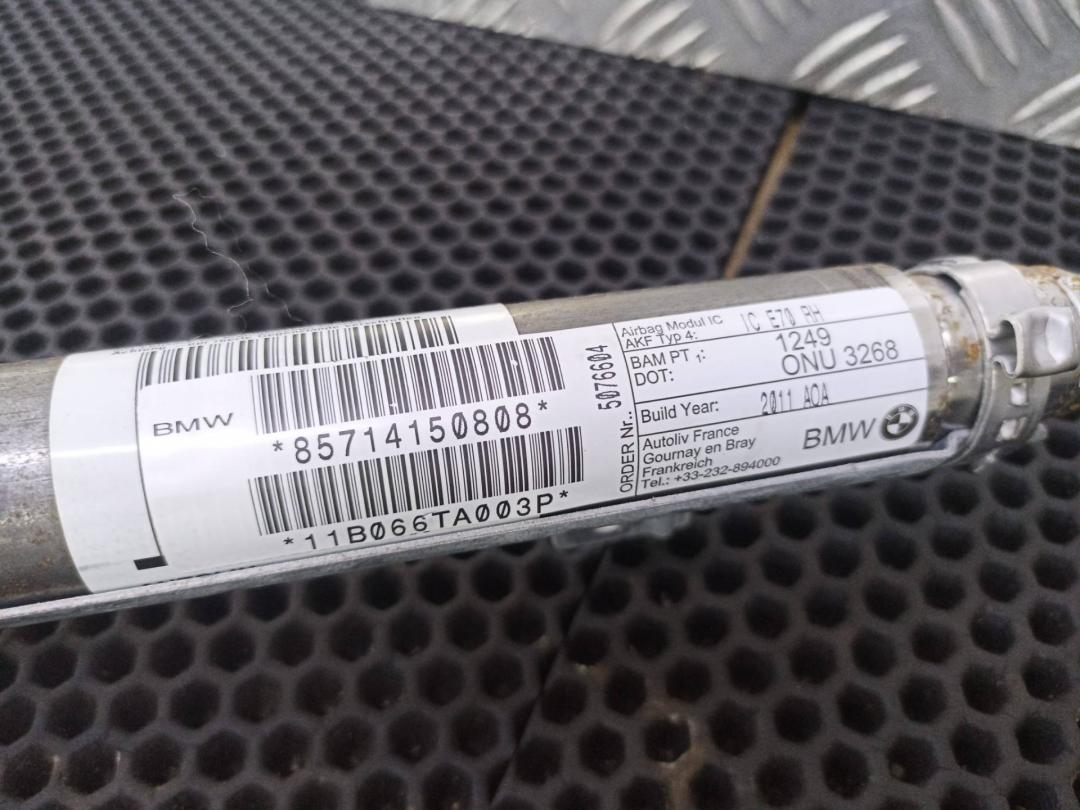 BMW
*85714150808*
*11B066TA003P*
ORDER Nr.: 5076604
Airbag Modul IC IC E70 RH
AKF Typ 4:
BAM PT 1: 1249
DOT: ONU 3268
Build Year: 2011 AOA
Autoliv France
Gournay en Bray
Frankreich
Tel.: +33-232-894000
BMW